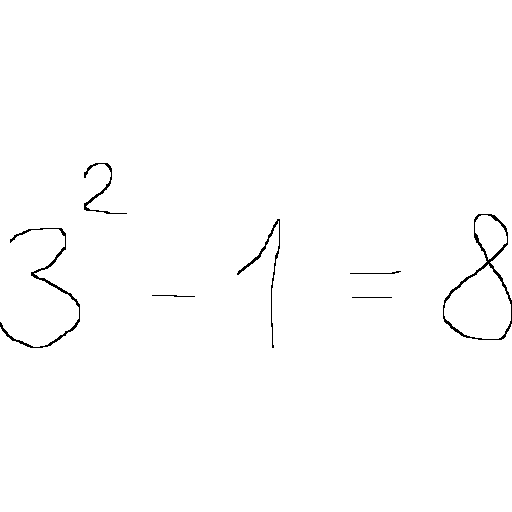 3² - 1 = 8